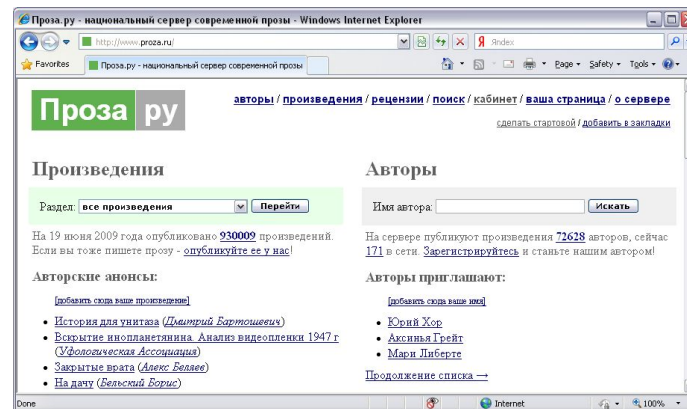 Проза.ру - национальный сервер современной прозы - Windows Internet Explorer
http://www.proza.ru/
Яndex
Favorites
Проза.ру - национальный сервер современной прозы
Page
Safety
Tools
Проза ру
авторы / произведения / рецензии / поиск / кабинет / ваша страница / о сервере
сделать стартовой / добавить в закладки
Произведения
Раздел: все произведения Перейти
На 19 июня 2009 года опубликовано 930009 произведений.
Если вы тоже пишете прозу - опубликуйте ее у нас!
Авторские анонсы:
[добавить сюда ваше произведение]
• История для унитаза (Дмитрий Бартошевич)
• Вскрытие инопланетянина. Анализ видеопленки 1947 г
(Уфологическая Ассоциация)
• Закрытые врата (Алекс Беляев)
• На дачу (Бельский Борис)
Авторы
Имя автора: Искать
На сервере публикуют произведения 72628 авторов, сейчас
171 в сети. Зарегистрируйтесь и станьте нашим автором!
Авторы приглашают:
[добавить сюда ваше имя]
• Юрий Хор
• Аксинья Грейт
• Мари Либерте
Продолжение списка →
Done
Internet
100%